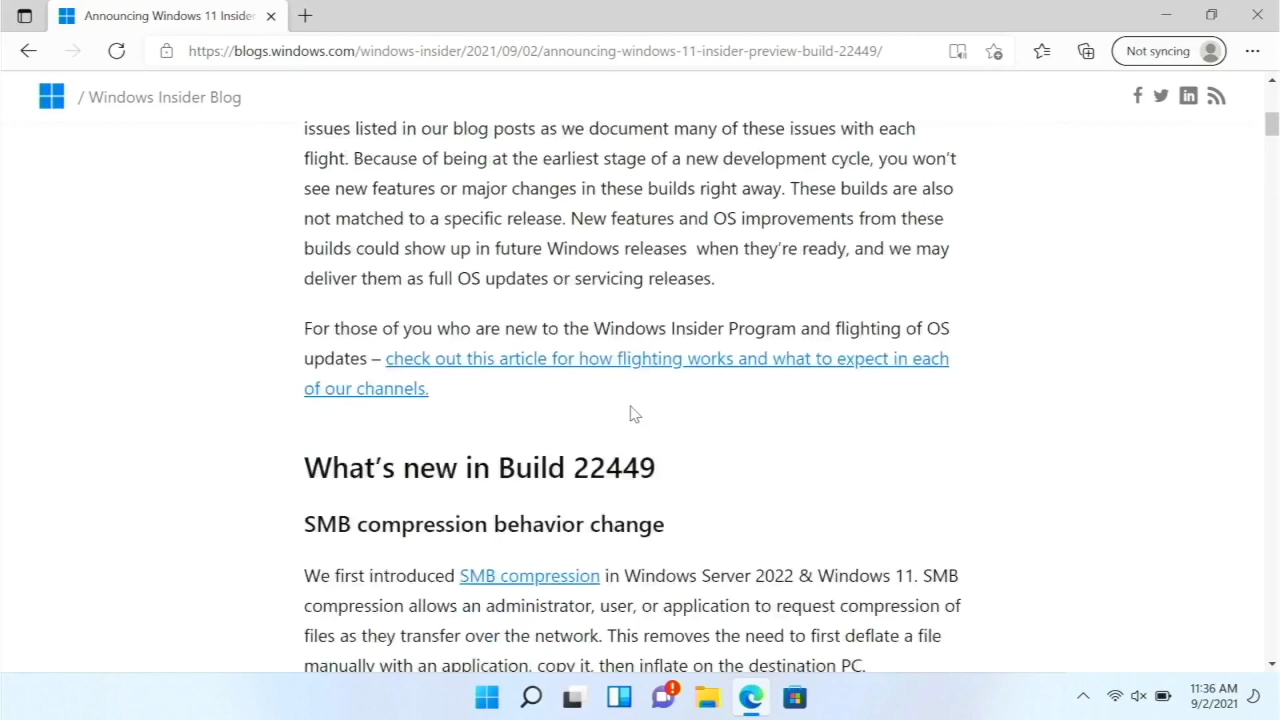 Announcing Windows 11 Insider
https://blogs.windows.com/windows-insider/2021/09/02/announcing-windows-11-insider-preview-build-22449/
Not syncing
/ Windows Insider Blog
issues listed in our blog posts as we document many of these issues with each
flight. Because of being at the earliest stage of a new development cycle, you won’t
see new features or major changes in these builds right away. These builds are also
not matched to a specific release. New features and OS improvements from these
builds could show up in future Windows releases  when they’re ready, and we may
deliver them as full OS updates or servicing releases.
For those of you who are new to the Windows Insider Program and flighting of OS
updates – check out this article for how flighting works and what to expect in each
of our channels.
What’s new in Build 22449
SMB compression behavior change
We first introduced SMB compression in Windows Server 2022 & Windows 11. SMB
compression allows an administrator, user, or application to request compression of
files as they transfer over the network. This removes the need to first deflate a file
manually with an application, copy it, then inflate on the destination PC.
11:36 AM
9/2/2021